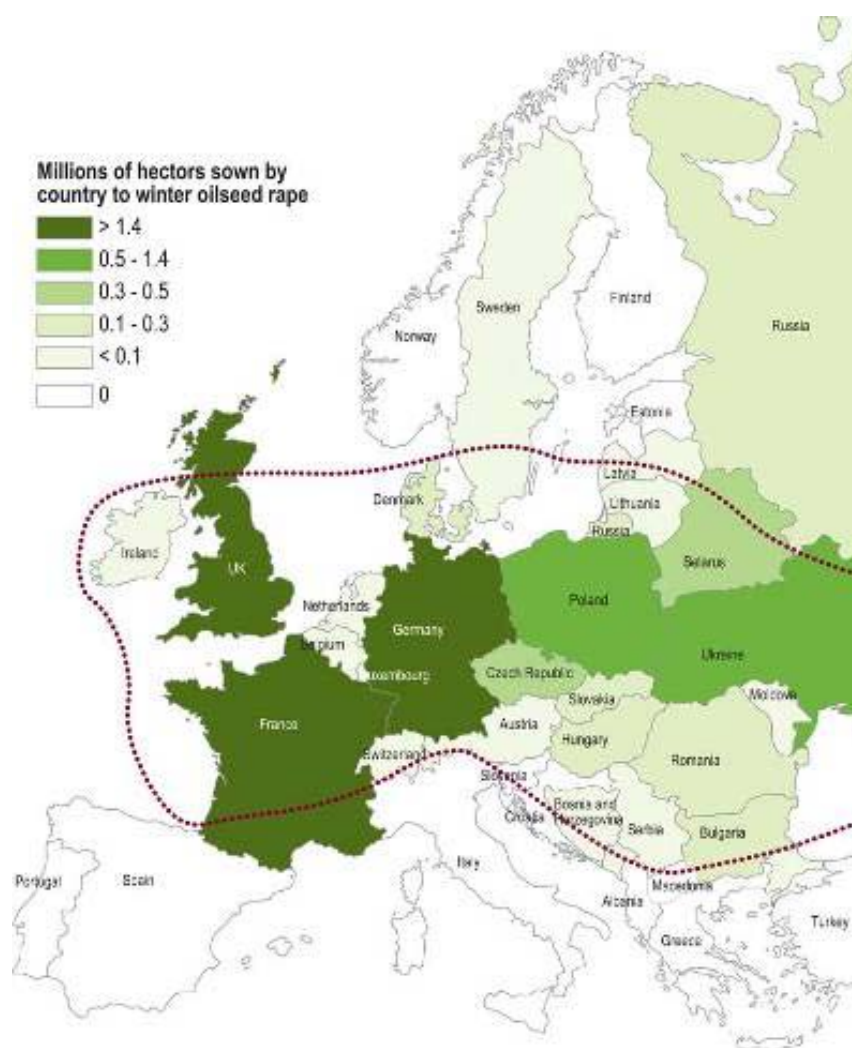 Millions of hectors sown by
country to winter oilseed rape
> 1.4
0.5 - 1.4
0.3 - 0.5
0.1 - 0.3
< 0.1
0
Finland
Sweden
Norway
Russia
Estonia
Latvia
Denmark
Lithuania
Russia
Ireland
UK
Selarus
Netherlands
Poland
Germany
Belgium
Ukraine
Luxembourg
Czech Republic
Moldova
Slovakia
France
Austria
Hungary
Switzerland
Romania
Slovenia
Bosnia and
Herzegovina
Croatia
Serbia
Bulgaria
Italy
Portugal
Spain
Macedonia
Albania
Turkey
Greece